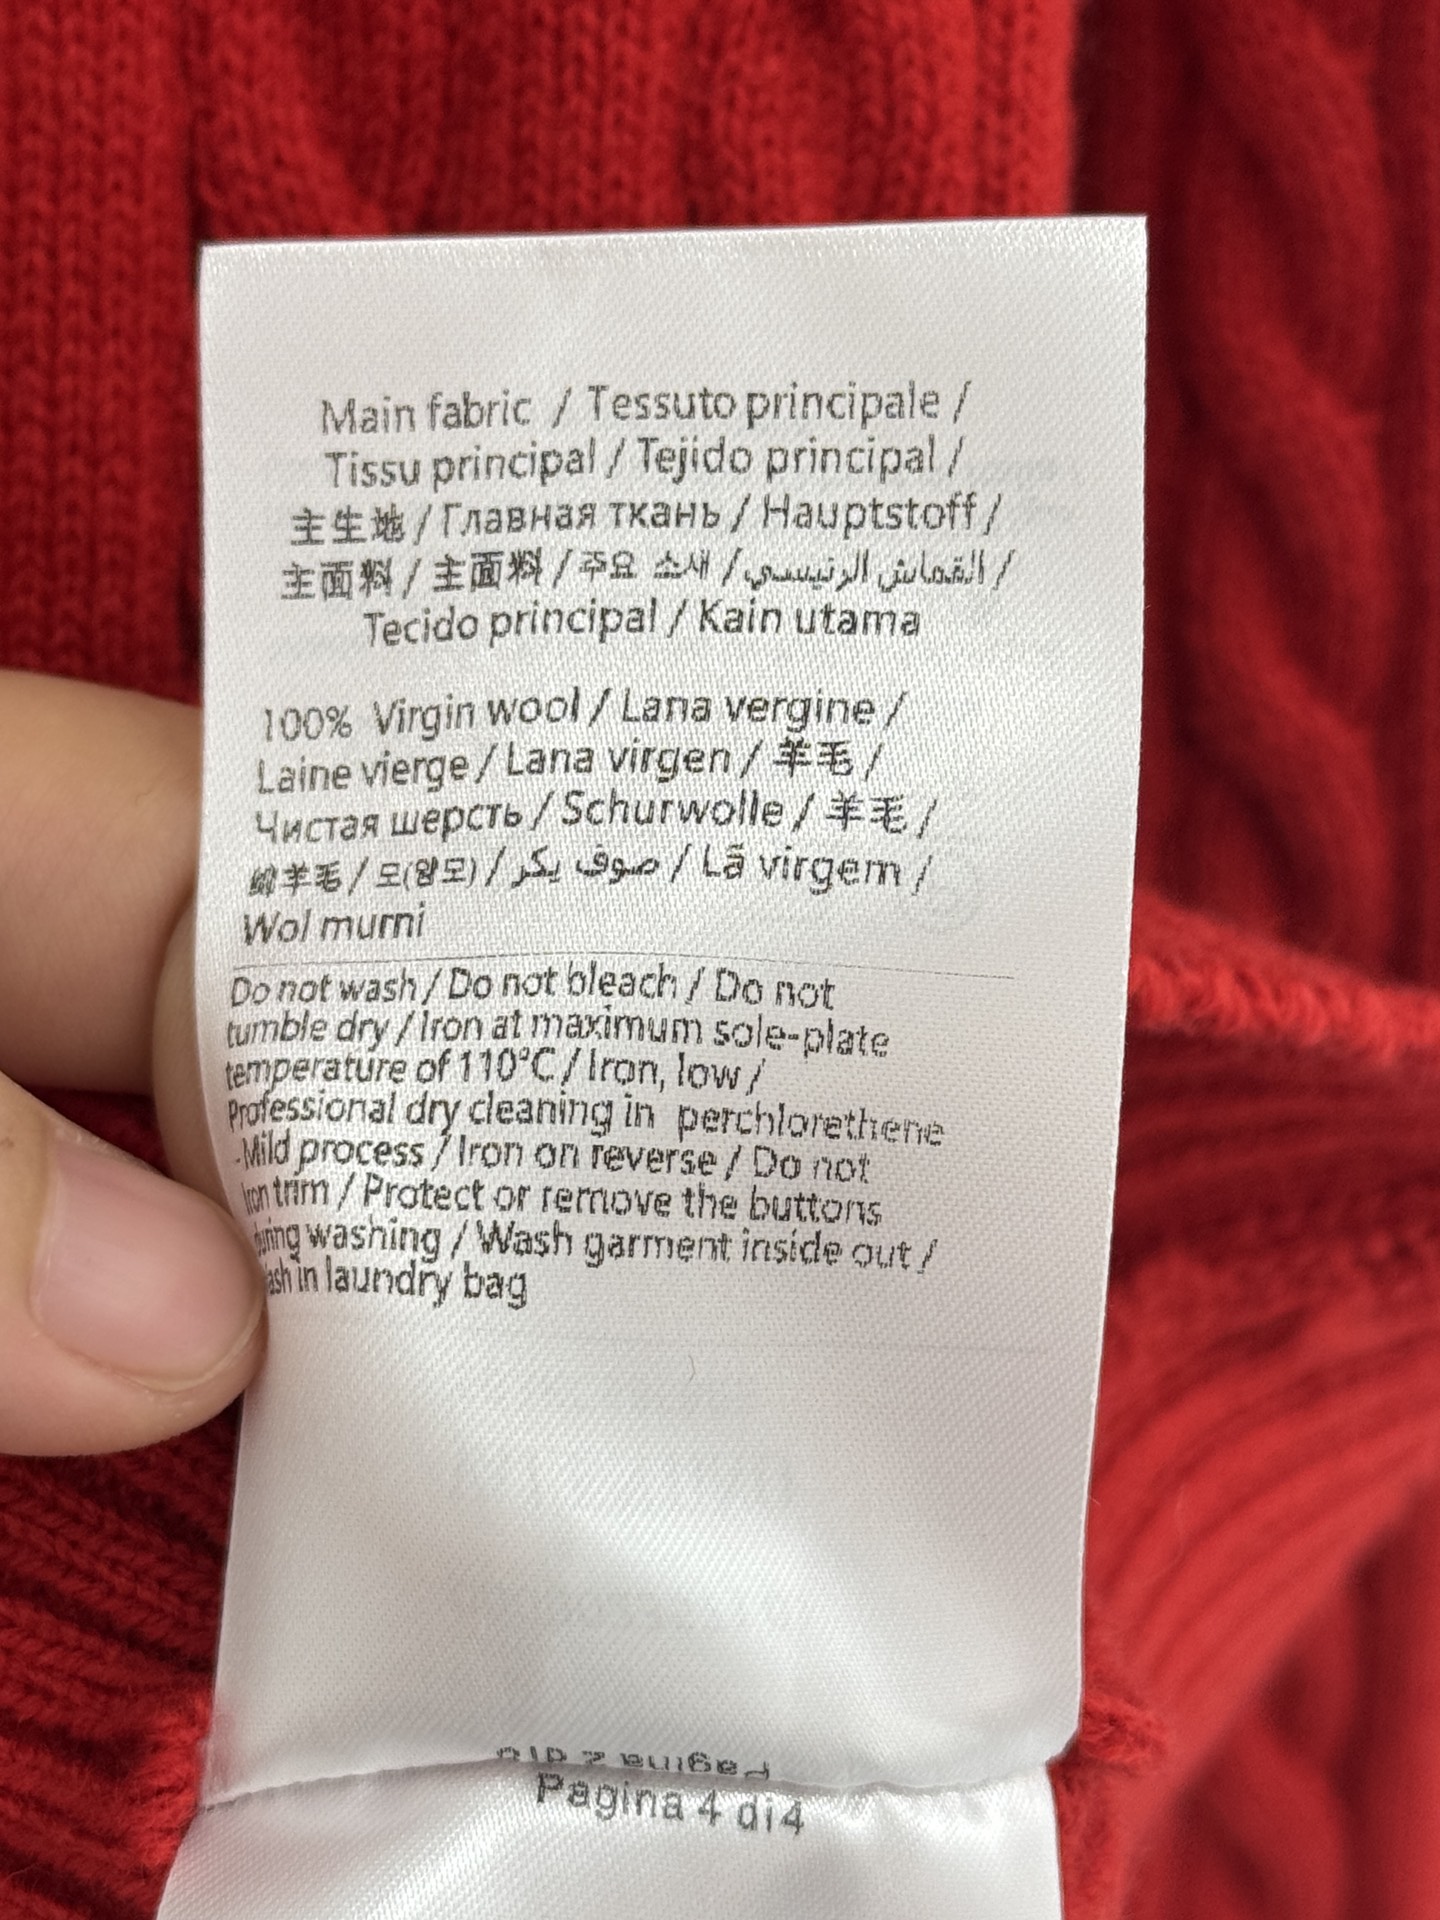 Main fabric / Tessuto principale /
Tissu principal / Tejido principal /
主生地 / Главная ткань / Hauptstoff /
主面料 / 主面料 / 주요 소새 / القماش الرئيسي /
Tecido principal / Kain utama
100% Virgin wool / Lana vergine /
Laine vierge / Lana virgen / 羊毛 /
Чистая шерсть / Schurwolle / 羊毛 /
綿羊毛 / 모(양모) / صوف بكر / Lã virgem /
Wol murni
Do not wash / Do not bleach / Do not
tumble dry / Iron at maximum sole-plate
temperature of 110°C / Iron, low /
Professional dry cleaning in perchlorethene
-Mild process / Iron on reverse / Do not
Iron trim / Protect or remove the buttons
washing / Wash garment inside out /
in laundry bag
Pagina 4 di 4